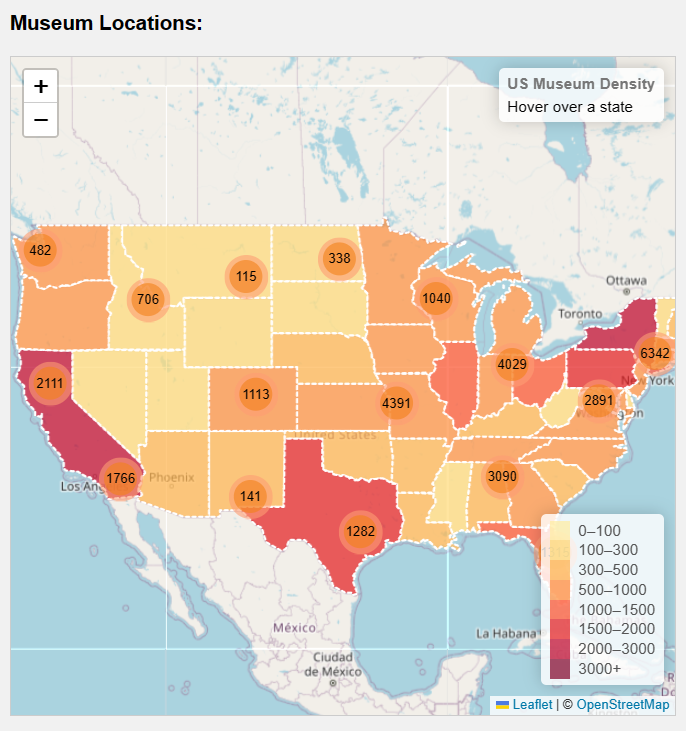 Museum Locations:
+
−
US Museum Density
Hover over a state
482
706
115
338
1040
Ottawa
Toronto
6342
New York
4029
2891
2111
1113
4391
United States
3090
1766
Los
Phoenix
141
1282
0–100
100–300
300–500
500–1000
1000–1500
1500–2000
2000–3000
3000+
México
La Habana
Ciudad
de México
Leaflet | © OpenStreetMap